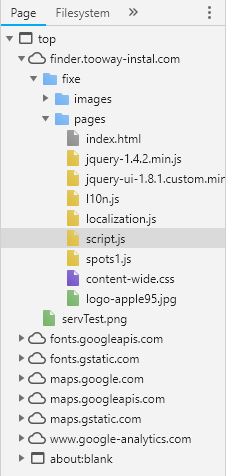 Page Filesystem »
top
finder.tooway-instal.com
fixe
images
pages
index.html
jquery-1.4.2.min.js
jquery-ui-1.8.1.custom.min
l10n.js
localization.js
script.js
spots1.js
content-wide.css
logo-apple95.jpg
servTest.png
fonts.googleapis.com
fonts.gstatic.com
maps.google.com
maps.googleapis.com
maps.gstatic.com
www.google-analytics.com
about:blank